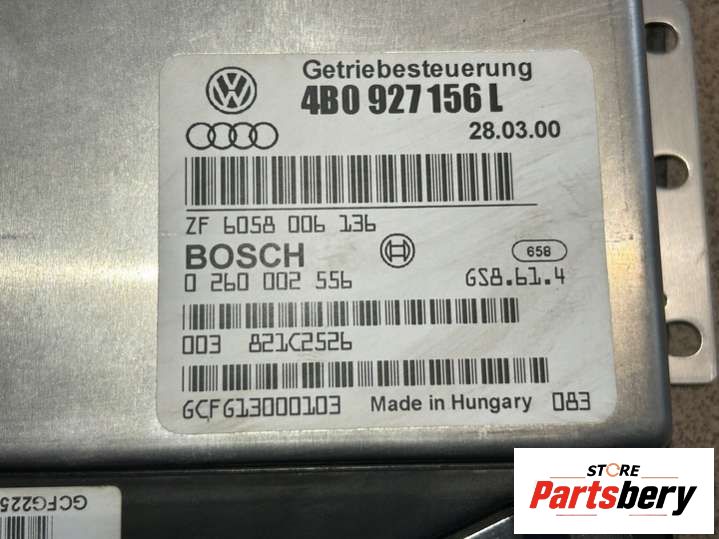 Getriebesteuerung
4B0 927 156 L
28.03.00
ZF 6058 006 136
BOSCH
658
0 260 002 556 GS8.61.4
003 821C2526
GCFG13000103 Made in Hungary 083
GCFG225
STORE
Partsbery